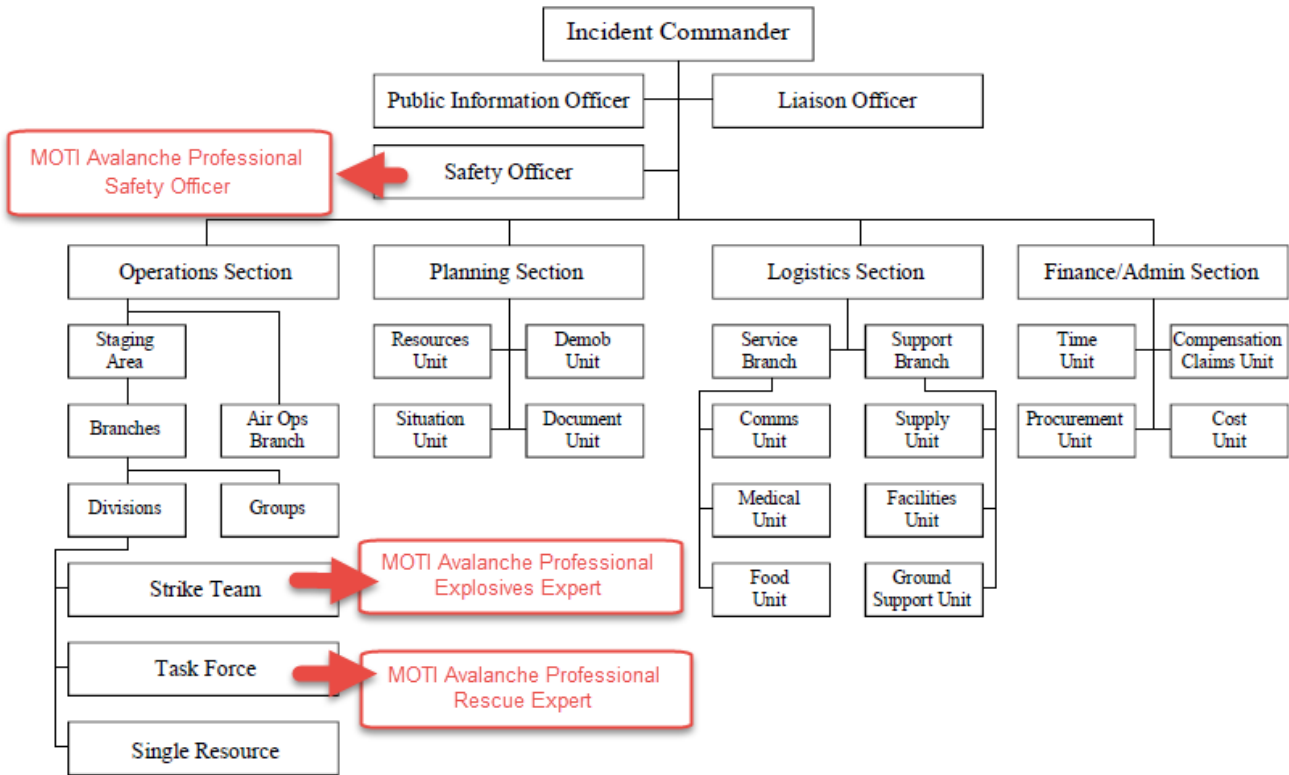 Incident Commander
Public Information Officer
Liaison Officer
MOTI Avalanche Professional
Safety Officer
Safety Officer
Operations Section
Planning Section
Logistics Section
Finance/Admin Section
Staging
Area
Resources
Unit
Demob
Unit
Service
Branch
Support
Branch
Time
Unit
Compensation
Claims Unit
Branches
Air Ops
Branch
Situation
Unit
Document
Unit
Comms
Unit
Supply
Unit
Procurement
Unit
Cost
Unit
Divisions
Groups
Medical
Unit
Facilities
Unit
Strike Team
MOTI Avalanche Professional
Explosives Expert
Food
Unit
Ground
Support Unit
Task Force
MOTI Avalanche Professional
Rescue Expert
Single Resource